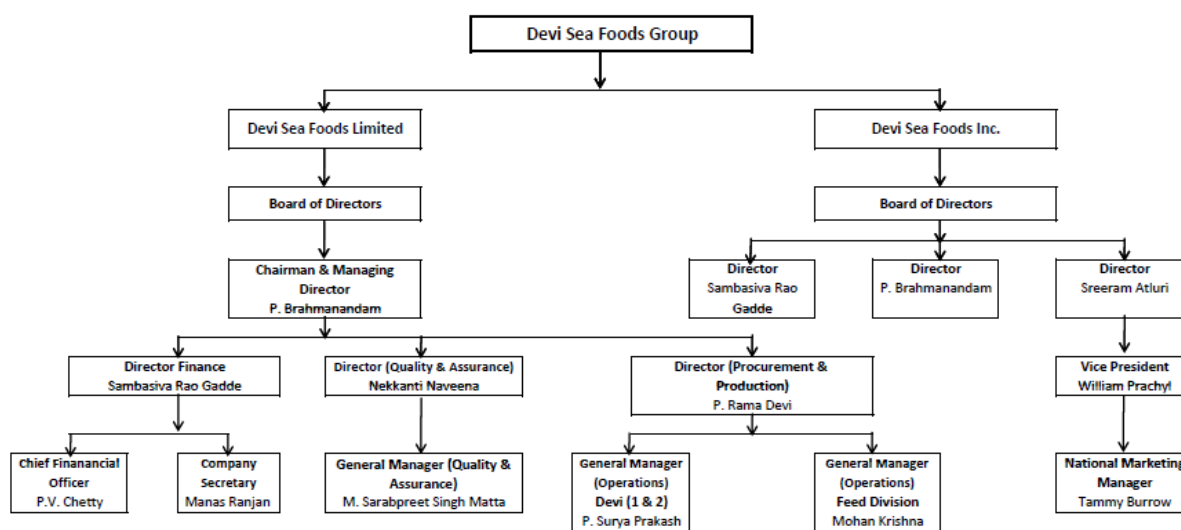 Devi Sea Foods Group
Devi Sea Foods Limited
Devi Sea Foods Inc.
Board of Directors
Board of Directors
Chairman & Managing
Director
P. Brahmanandam
Director
Sambasiva Rao
Gadde
Director
P. Brahmanandam
Director
Sreeram Atluri
Director Finance
Sambasiva Rao Gadde
Director (Quality & Assurance)
Nekkanti Naveena
Director (Procurement &
Production)
P. Rama Devi
Vice President
William Prachyl
Chief Finanancial
Officer
P.V. Chetty
Company
Secretary
Manas Ranjan
General Manager (Quality &
Assurance)
M. Sarabpreet Singh Matta
General Manager
(Operations)
Devi (1 & 2)
P. Surya Prakash
General Manager
(Operations)
Feed Division
Mohan Krishna
National Marketing
Manager
Tammy Burrow